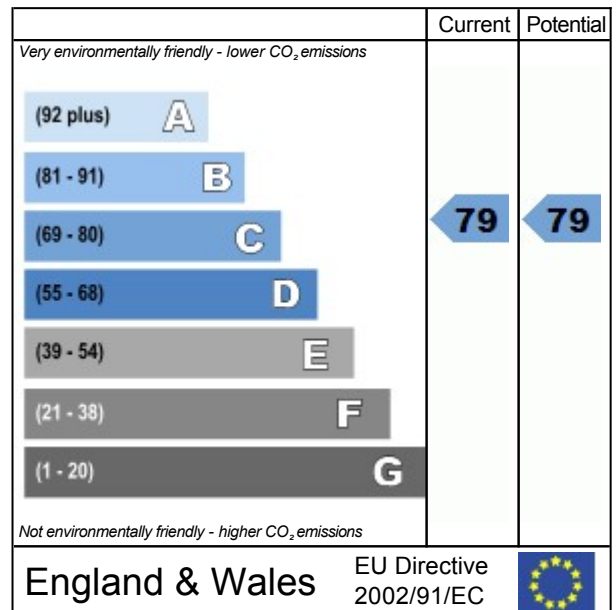 Current Potential
Very environmentally friendly - lower CO₂ emissions
(92 plus) A
(81 - 91) B
(69 - 80) C
79 79
(55 - 68) D
(39 - 54) E
(21 - 38) F
(1 - 20) G
Not environmentally friendly - higher CO₂ emissions
England & Wales
EU Directive
2002/91/EC